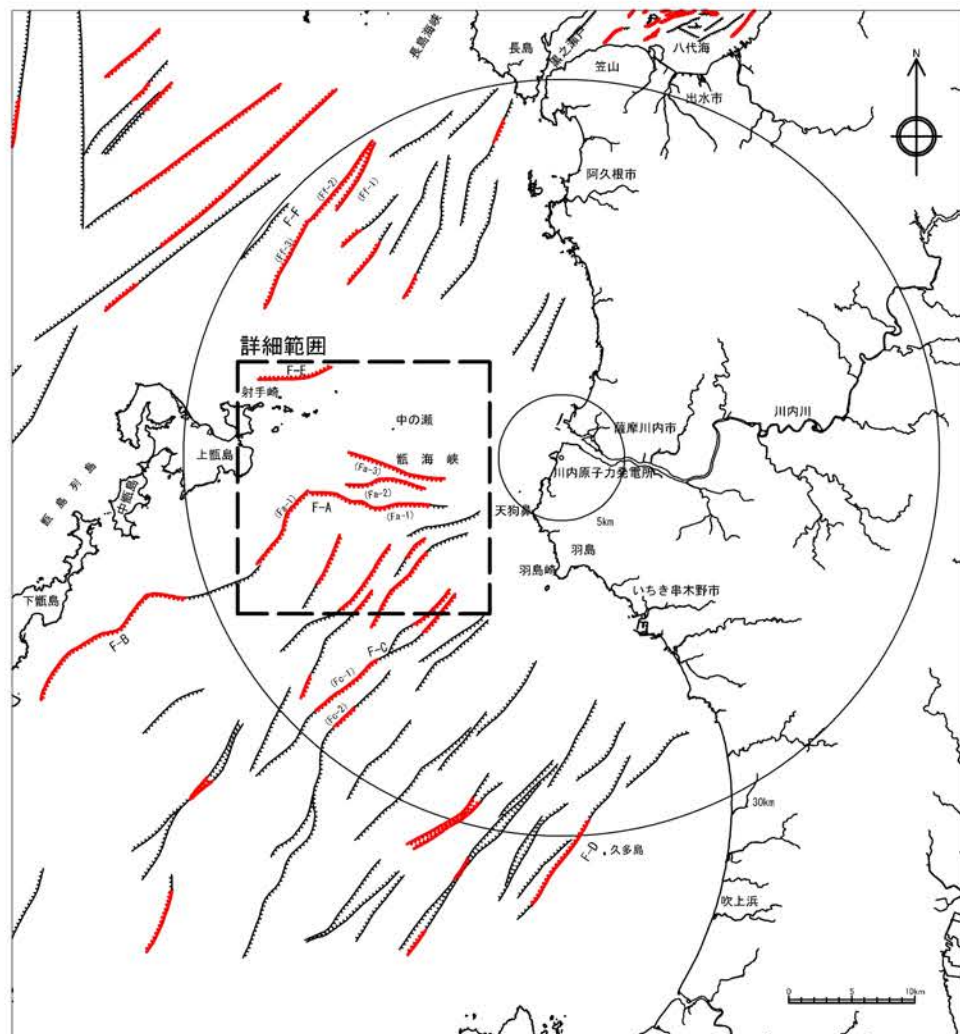 長島海峡
長島
黒之瀬戸
八代海
笠山
出水市
N
阿久根市
(Ff-2)
(Ff-1)
F-F
(Ff-3)
詳細範囲
F-E
射手崎
中の瀬
川内川
薩摩川内市
上甑島
甑海峡
(Fa-3)
川内原子力発電所
甑島列島
中甑島
(Fa-2)
(Fa-1)
F-A
(Fa-1)
天狗鼻
5km
羽島
羽島崎
いちき串木野市
下甑島
F-B
F-C
(Fc-1)
(Fc-2)
30km
F-D
久多島
吹上浜
0 5 10km